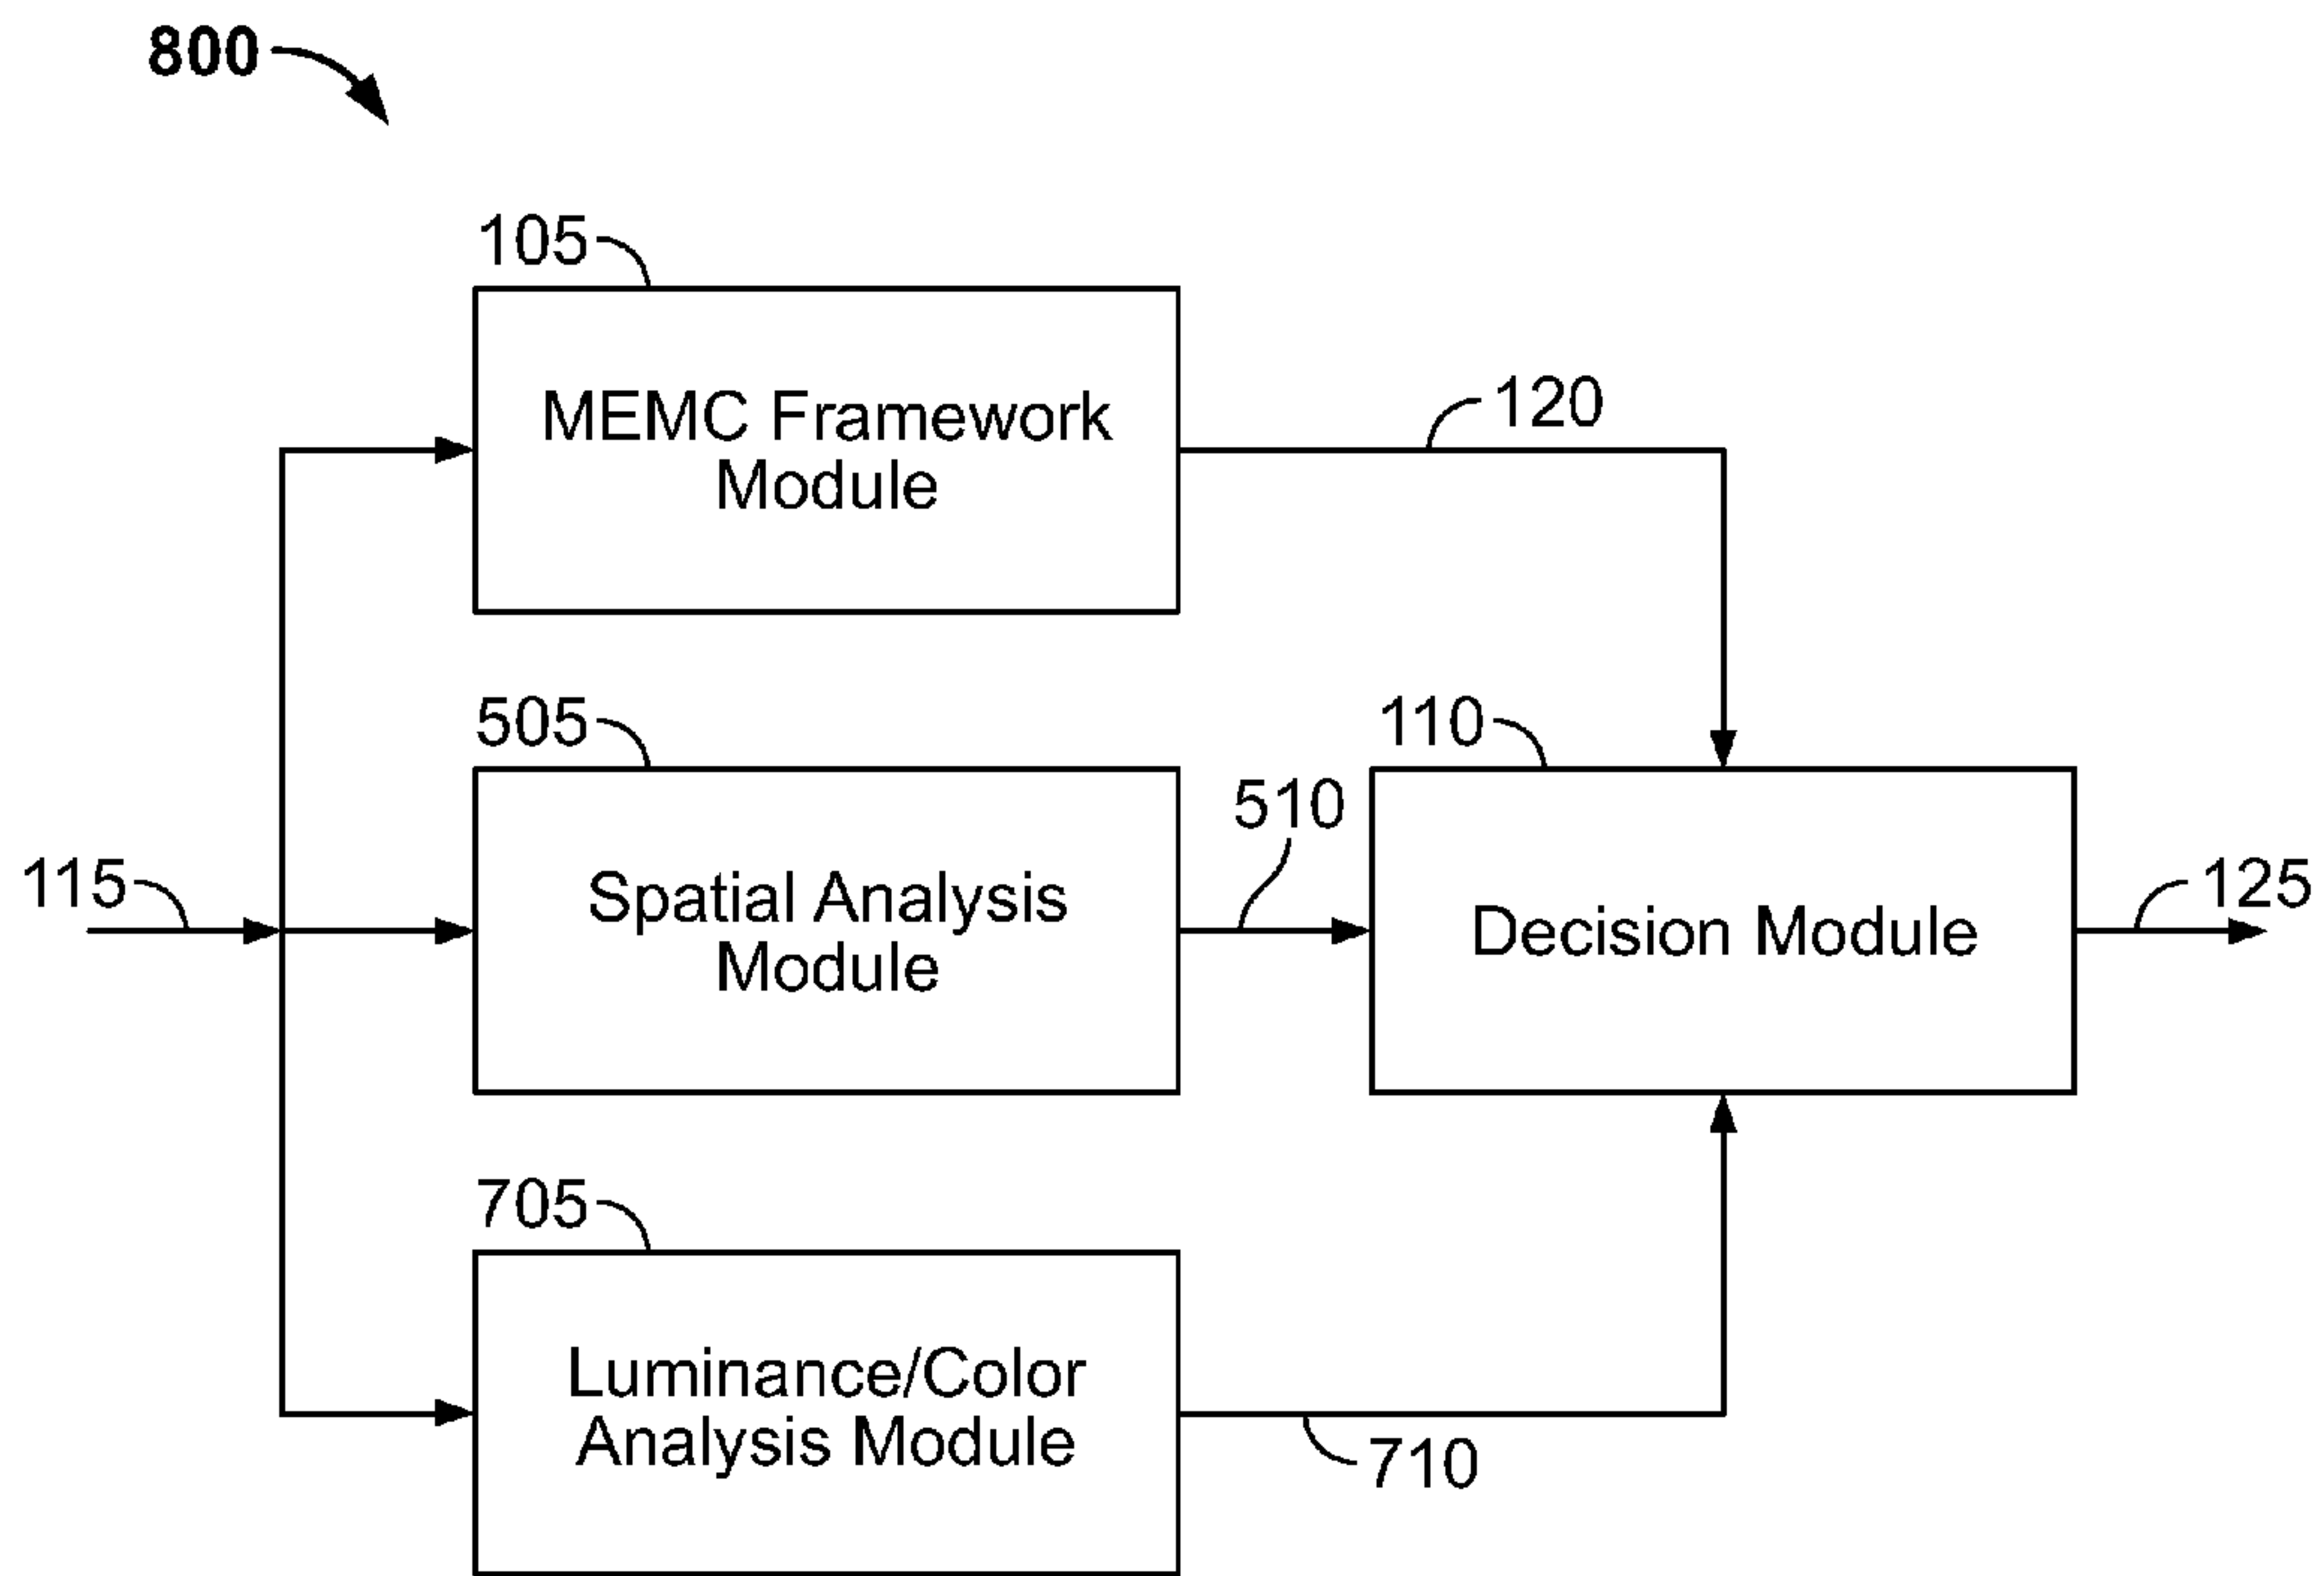 800
105
MEMC Framework
Module
120
505
110
510
115
Spatial Analysis
Module
Decision Module
125
705
Luminance/Color
Analysis Module
710